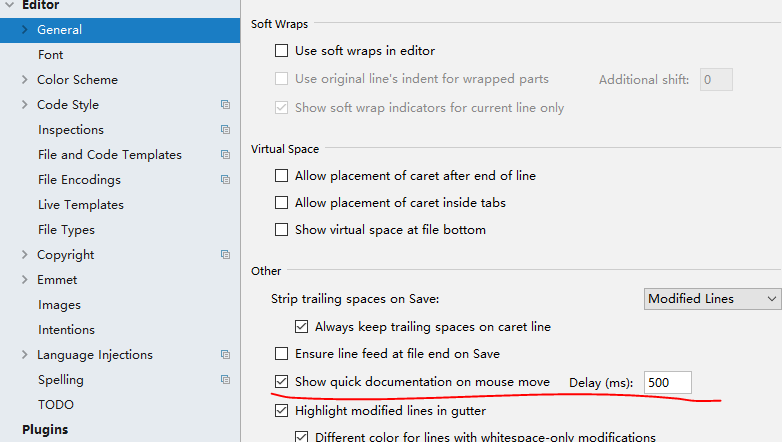 Editor
General
Font
Color Scheme
Code Style
Inspections
File and Code Templates
File Encodings
Live Templates
File Types
Copyright
Emmet
Images
Intentions
Language Injections
Spelling
TODO
Plugins
Soft Wraps
Use soft wraps in editor
Use original line's indent for wrapped parts Additional shift: 0
Show soft wrap indicators for current line only
Virtual Space
Allow placement of caret after end of line
Allow placement of caret inside tabs
Show virtual space at file bottom
Other
Strip trailing spaces on Save: Modified Lines
Always keep trailing spaces on caret line
Ensure line feed at file end on Save
Show quick documentation on mouse move Delay (ms): 500
Highlight modified lines in gutter
Different color for lines with whitespace-only modifications